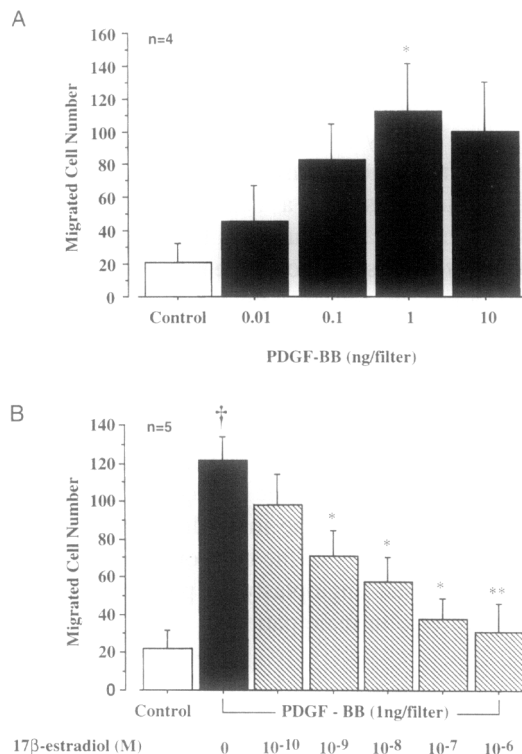 A
n=4
160
140
120
100
80
60
40
20
0
Migrated Cell Number
*
Control 0.01 0.1 1 10
PDGF-BB (ng/filter)
B
n=5
140
120
100
80
60
40
20
0
Migrated Cell Number
†
*
*
*
**
Control PDGF - BB (1ng/filter)
17β-estradiol (M) 0 10-10 10-9 10-8 10-7 10-6